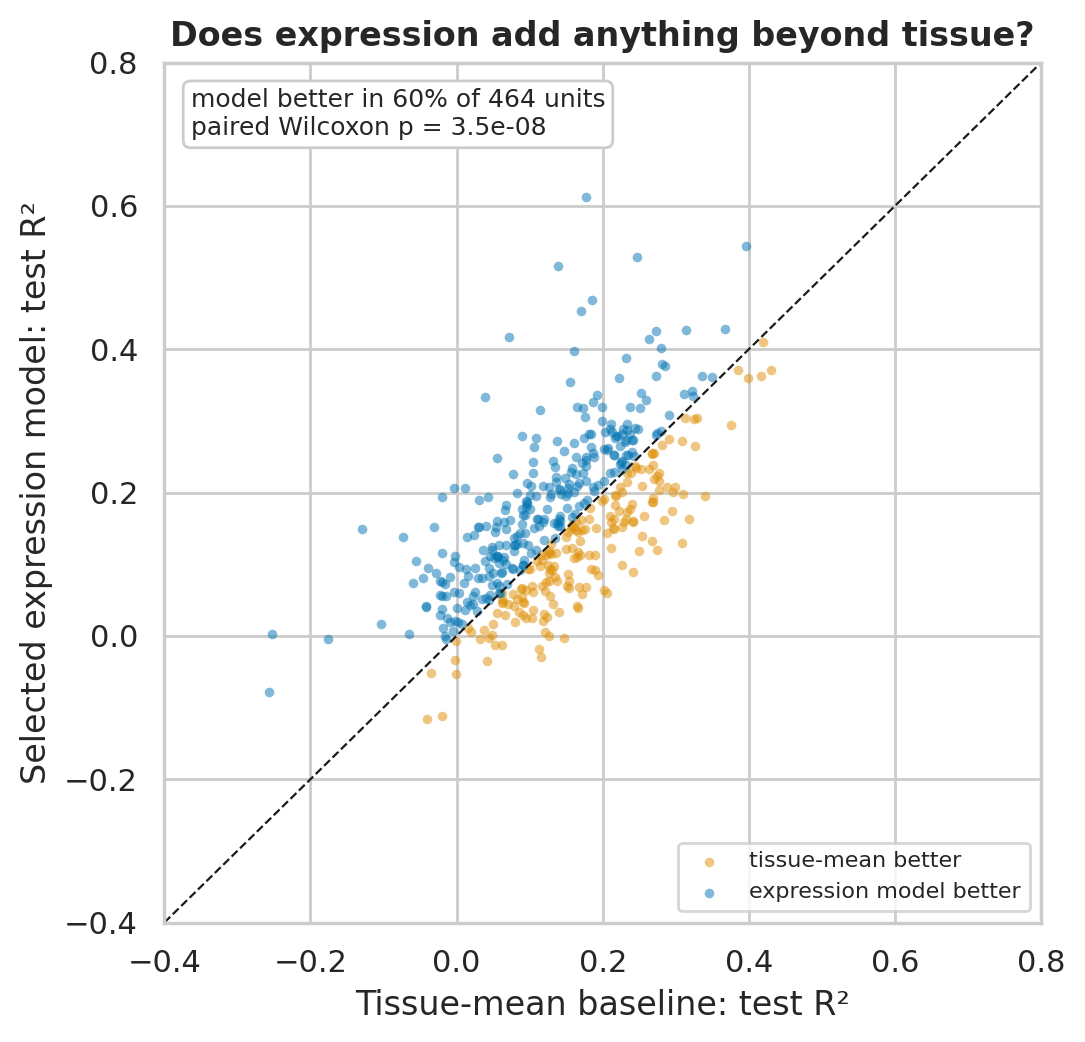 Does expression add anything beyond tissue?
model better in 60% of 464 units
paired Wilcoxon p = 3.5e-08
Selected expression model: test R²
0.8
0.6
0.4
0.2
0.0
−0.2
−0.4
tissue-mean better
expression model better
−0.4 −0.2 0.0 0.2 0.4 0.6 0.8
Tissue-mean baseline: test R²